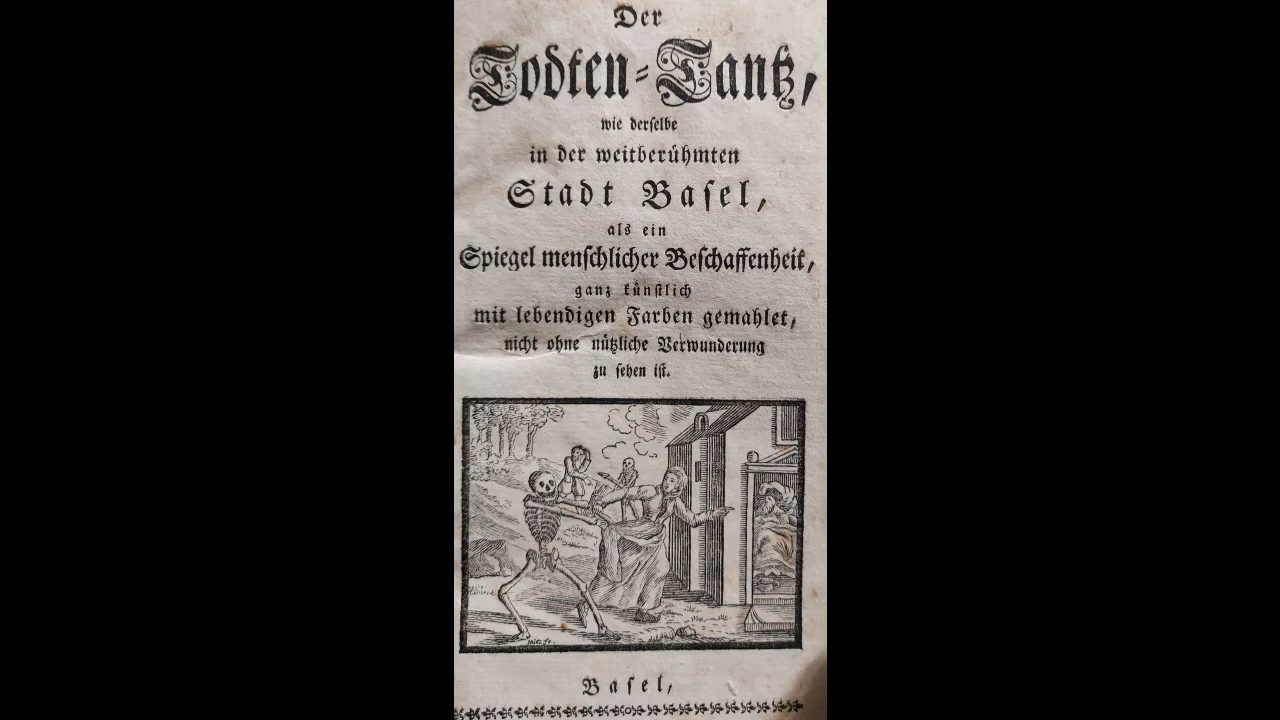 Der
Todten-Tantz,
wie derſelbe
in der weitberühmten
Stadt Baſel,
als ein
Spiegel menſchlicher Beſchaffenheit,
ganz künſtlich
mit lebendigen Farben gemahlet,
nicht ohne nützliche Verwunderung
zu ſehen iſt.
Baſel,